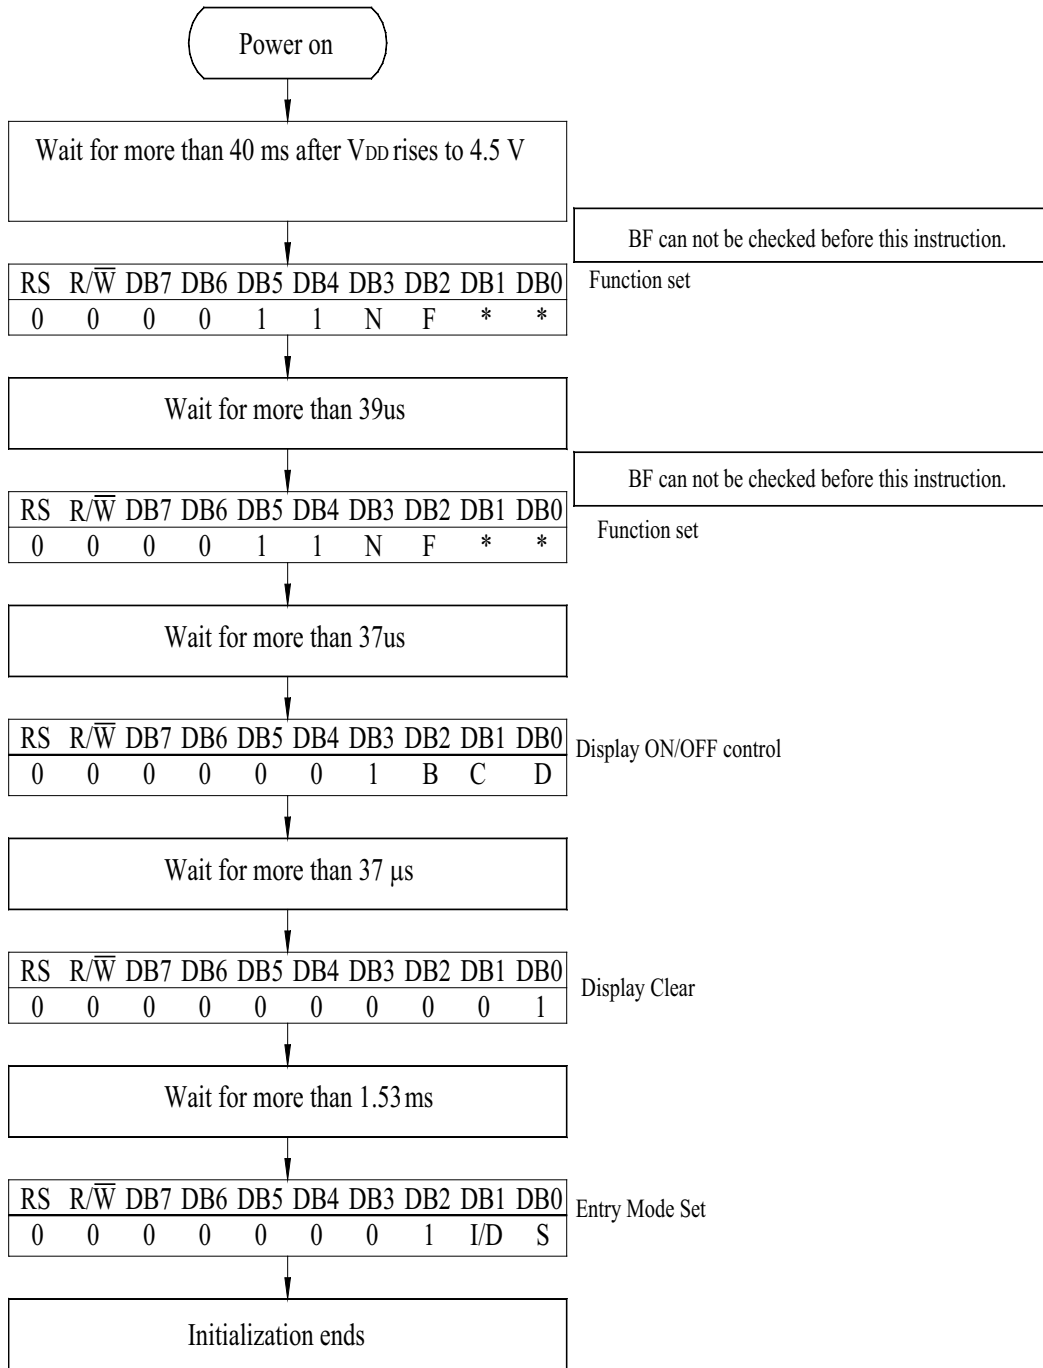 Power on
Wait for more than 40 ms after VDD rises to 4.5 V
BF can not be checked before this instruction.
RS R/W̅ DB7 DB6 DB5 DB4 DB3 DB2 DB1 DB0
Function set
0 0 0 0 1 1 N F * *
Wait for more than 39us
BF can not be checked before this instruction.
RS R/W̅ DB7 DB6 DB5 DB4 DB3 DB2 DB1 DB0
Function set
0 0 0 0 1 1 N F * *
Wait for more than 37us
RS R/W̅ DB7 DB6 DB5 DB4 DB3 DB2 DB1 DB0
Display ON/OFF control
0 0 0 0 0 0 1 B C D
Wait for more than 37 μs
RS R/W̅ DB7 DB6 DB5 DB4 DB3 DB2 DB1 DB0
Display Clear
0 0 0 0 0 0 0 0 0 1
Wait for more than 1.53 ms
RS R/W̅ DB7 DB6 DB5 DB4 DB3 DB2 DB1 DB0
Entry Mode Set
0 0 0 0 0 0 0 1 I/D S
Initialization ends